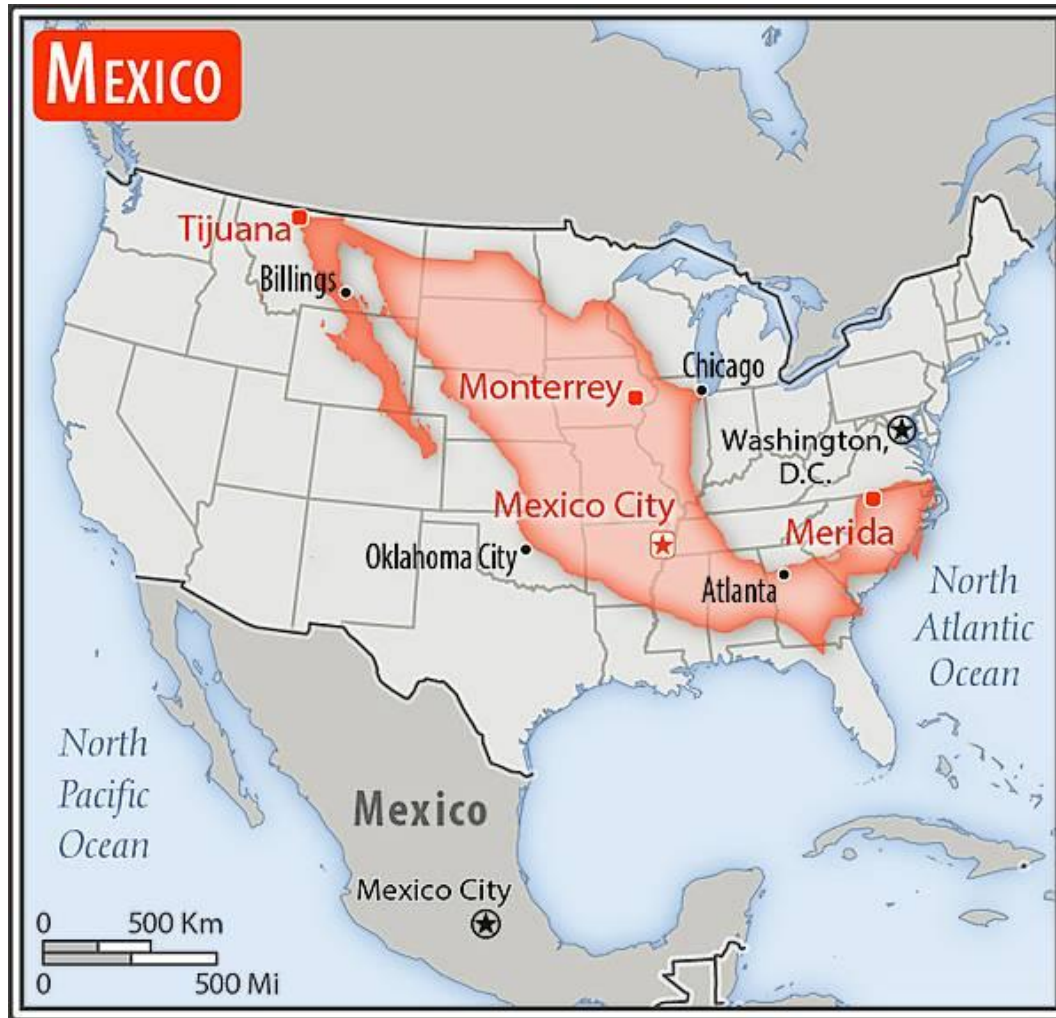 MEXICO
Tijuana
Billings
Monterrey
Chicago
Washington,
D.C.
Mexico City
Merida
Oklahoma City
Atlanta
North
Atlantic
Ocean
North
Pacific
Ocean
Mexico
Mexico City
0 500 Km
0 500 Mi